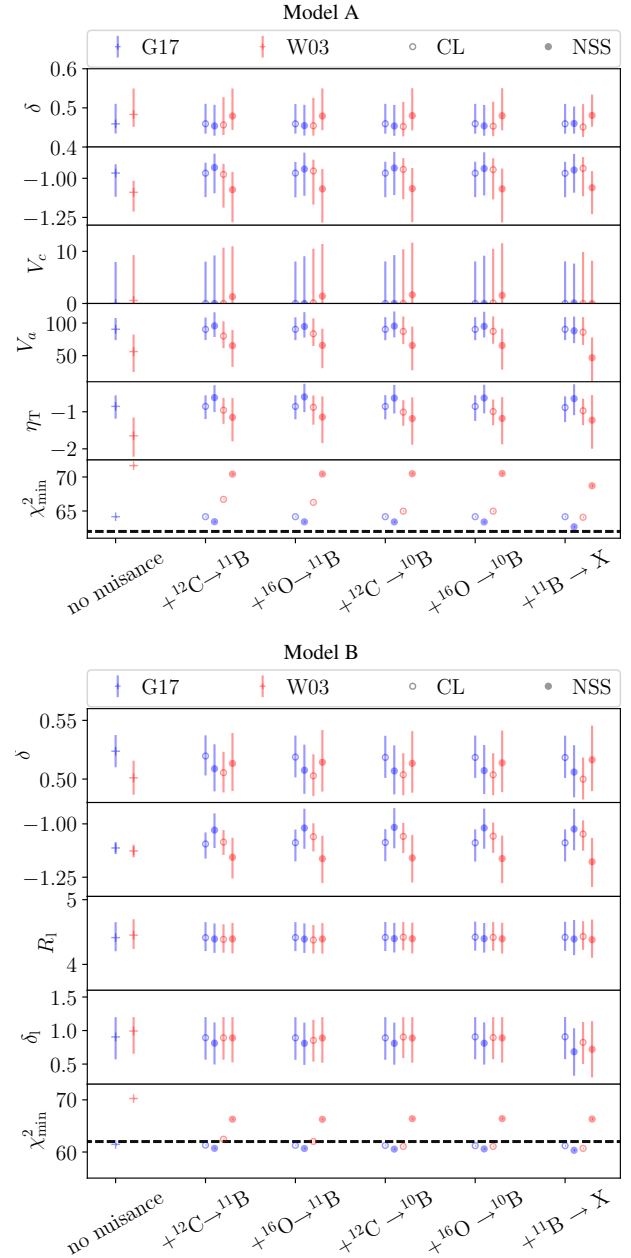 Model A
G17 W03 CL NSS
δ
0.6
0.5
0.4
−1.00
−1.25
V_c
10
0
V_a
100
50
η_T
−1
−2
χ²_min
70
65
no nuisance +¹²C→¹¹B +¹⁶O→¹¹B +¹²C→¹⁰B +¹⁶O→¹⁰B +¹¹B→X
Model B
G17 W03 CL NSS
δ
0.55
0.50
−1.00
−1.25
R_l
5
4
δ_l
1.5
1.0
0.5
χ²_min
70
60
no nuisance +¹²C→¹¹B +¹⁶O→¹¹B +¹²C→¹⁰B +¹⁶O→¹⁰B +¹¹B→X